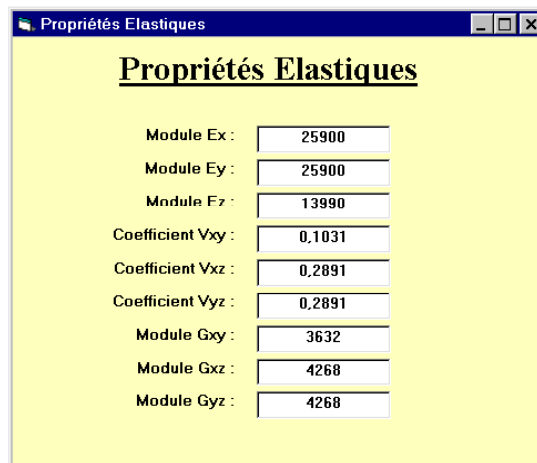 Propriétés Elastiques
Propriétés Elastiques
Module Ex : 25900
Module Ey : 25900
Module Ez : 13990
Coefficient Vxy : 0,1031
Coefficient Vxz : 0,2891
Coefficient Vyz : 0,2891
Module Gxy : 3632
Module Gxz : 4268
Module Gyz : 4268